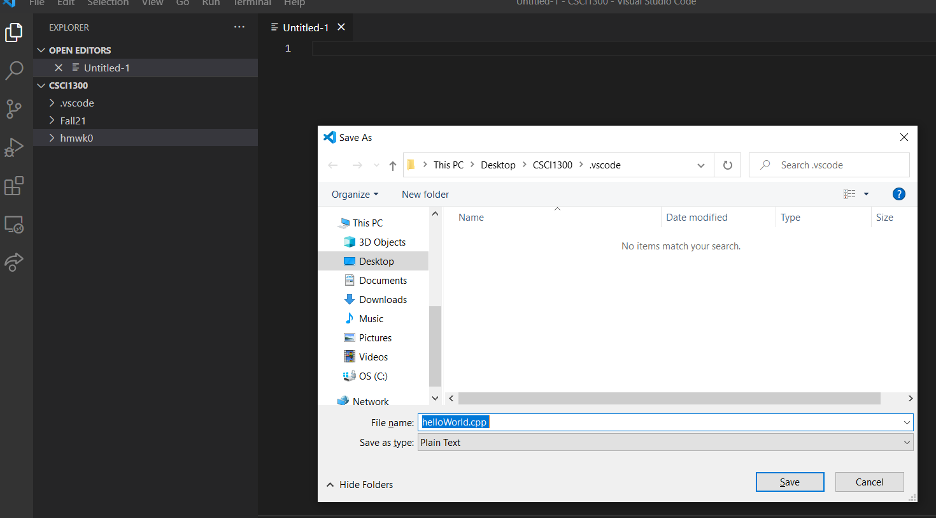 File Edit Selection View Go Run Terminal Help Untitled-1 - CSCI1300 - Visual Studio Code
EXPLORER ···
Untitled-1
OPEN EDITORS
Untitled-1
CSCI1300
.vscode
Fall21
hmwk0
1
Save As
This PC > Desktop > CSCI1300 > .vscode
Search .vscode
Organize New folder
?
Name Date modified Type Size
No items match your search.
This PC
3D Objects
Desktop
Documents
Downloads
Music
Pictures
Videos
OS (C:)
Network
File name: helloWorld.cpp
Save as type: Plain Text
Hide Folders
Save Cancel